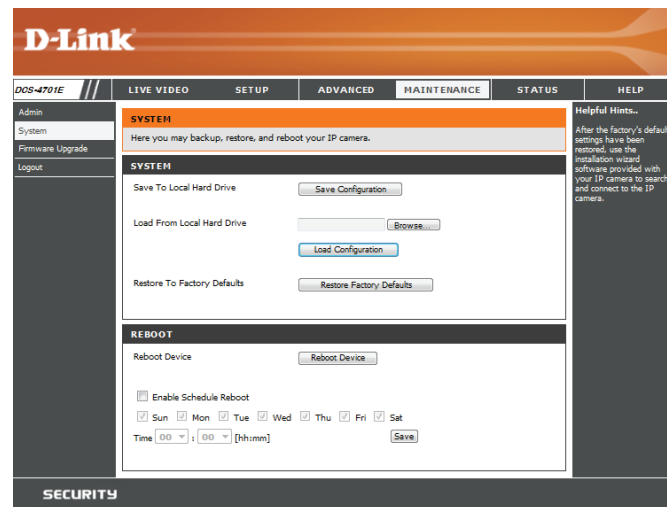 D-Link
DCS-4701E // LIVE VIDEO SETUP ADVANCED MAINTENANCE STATUS HELP
Admin
System
Firmware Upgrade
Logout
SYSTEM
Here you may backup, restore, and reboot your IP camera.
SYSTEM
Save To Local Hard Drive Save Configuration
Load From Local Hard Drive Browse...
Load Configuration
Restore To Factory Defaults Restore Factory Defaults
REBOOT
Reboot Device Reboot Device
Enable Schedule Reboot
Sun Mon Tue Wed Thu Fri Sat
Time 00 : 00 [hh:mm] Save
Helpful Hints..
After the factory's defaul
settings have been
restored, use the
installation wizard
software provided with
your IP camera to search
and connect to the IP
camera.
SECURITY